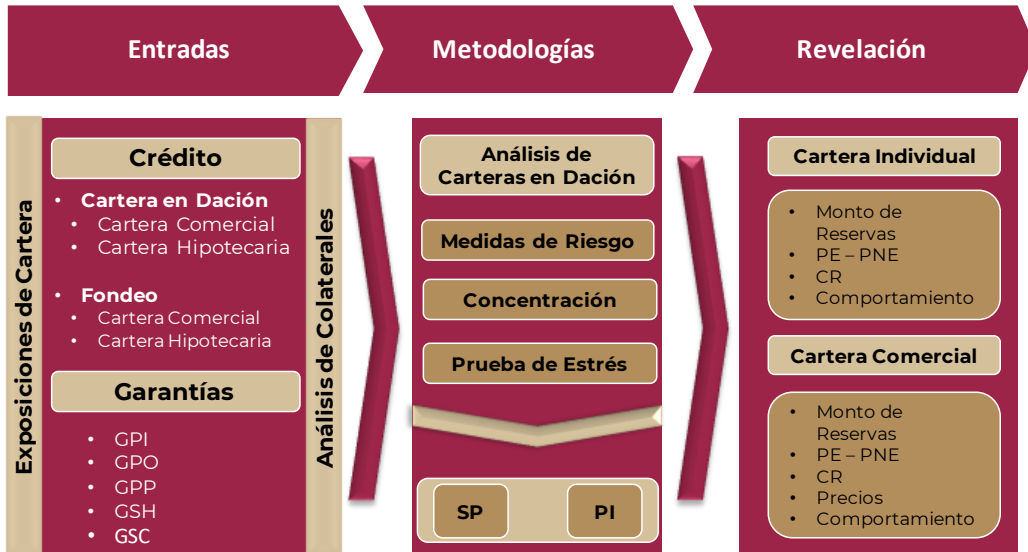 Entradas
Metodologías
Revelación
Exposiciones de Cartera
Crédito
• Cartera en Dación
• Cartera Comercial
• Cartera Hipotecaria
• Fondeo
• Cartera Comercial
• Cartera Hipotecaria
Garantías
• GPI
• GPO
• GPP
• GSH
• GSC
Análisis de Colaterales
Análisis de
Carteras en Dación
Medidas de Riesgo
Concentración
Prueba de Estrés
SP
PI
Cartera Individual
• Monto de
Reservas
• PE – PNE
• CR
• Comportamiento
Cartera Comercial
• Monto de
Reservas
• PE – PNE
• CR
• Precios
• Comportamiento